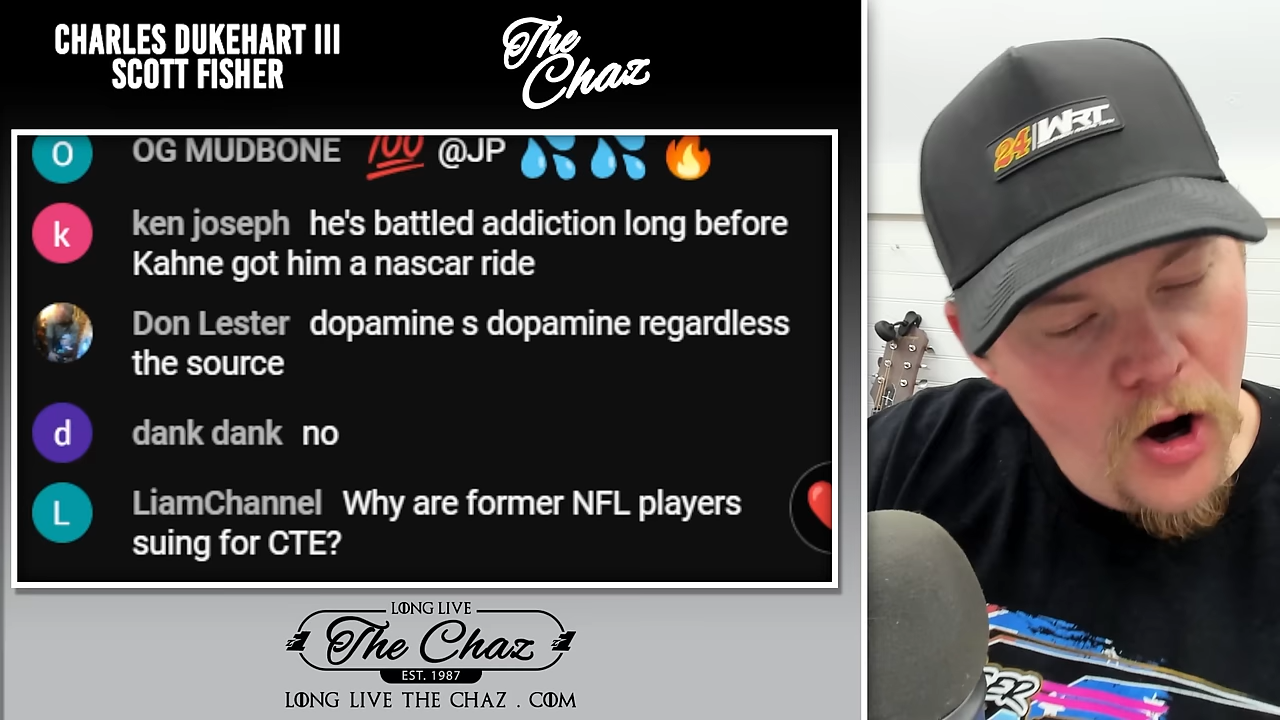 CHARLES DUKEHART III
SCOTT FISHER
The
Chaz
O OG MUDBONE 💯 @JP 💦 💦 🔥
k ken joseph he's battled addiction long before
Kahne got him a nascar ride
Don Lester dopamine s dopamine regardless
the source
d dank dank no
L LiamChannel Why are former NFL players
suing for CTE?
LONG LIVE
The Chaz
EST. 1987
LONG LIVE THE CHAZ . COM
24 WRT